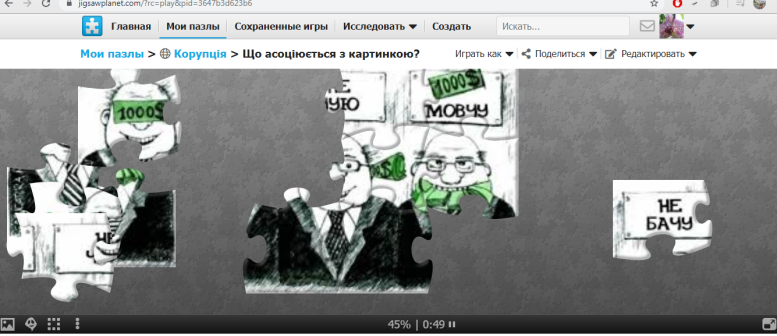 jigsawplanet.com/?rc=play&pid=3647b3d623b6
Главная Мои пазлы Сохраненные игры Исследовать Создать Искать...
Мои пазлы > Корупція > Що асоціюється з картинкою? Играть как Поделиться Редактировать
1000$
1000$
МОВЧУ
НЕ
БАЧУ
НЕ
45% | 0:49